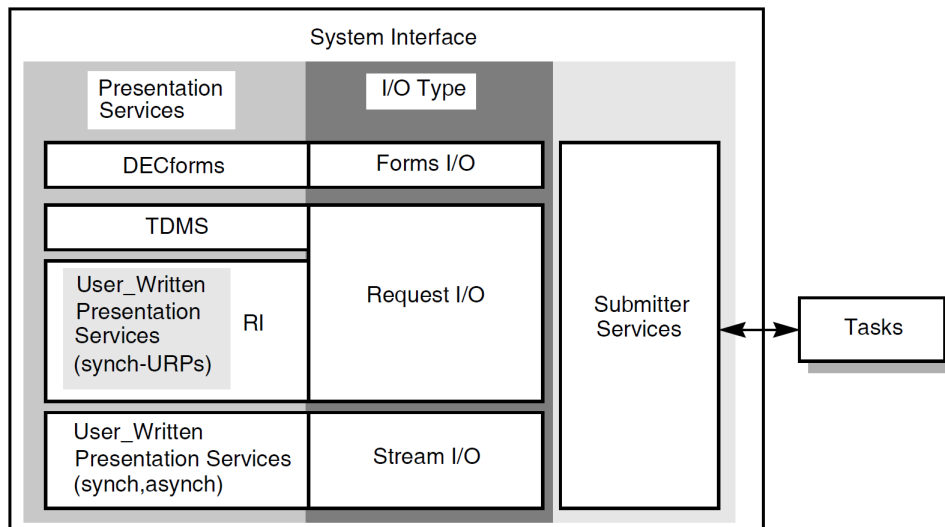 System Interface
Presentation
Services
I/O Type
DECforms
Forms I/O
TDMS
User_Written
Presentation
Services
(synch-URPs)
RI
Request I/O
Submitter
Services
Tasks
User_Written
Presentation Services
(synch,asynch)
Stream I/O